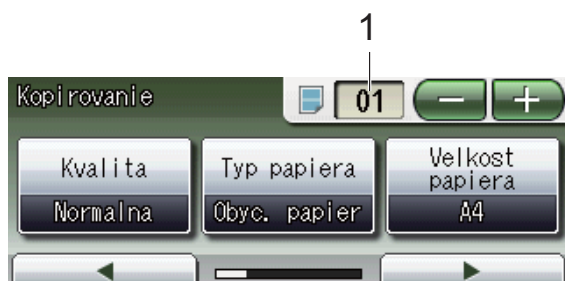 1
Kopirovanie 01 − +
Kvalita
Normalna
Typ papiera
Obyc. papier
Velkost
papiera
A4